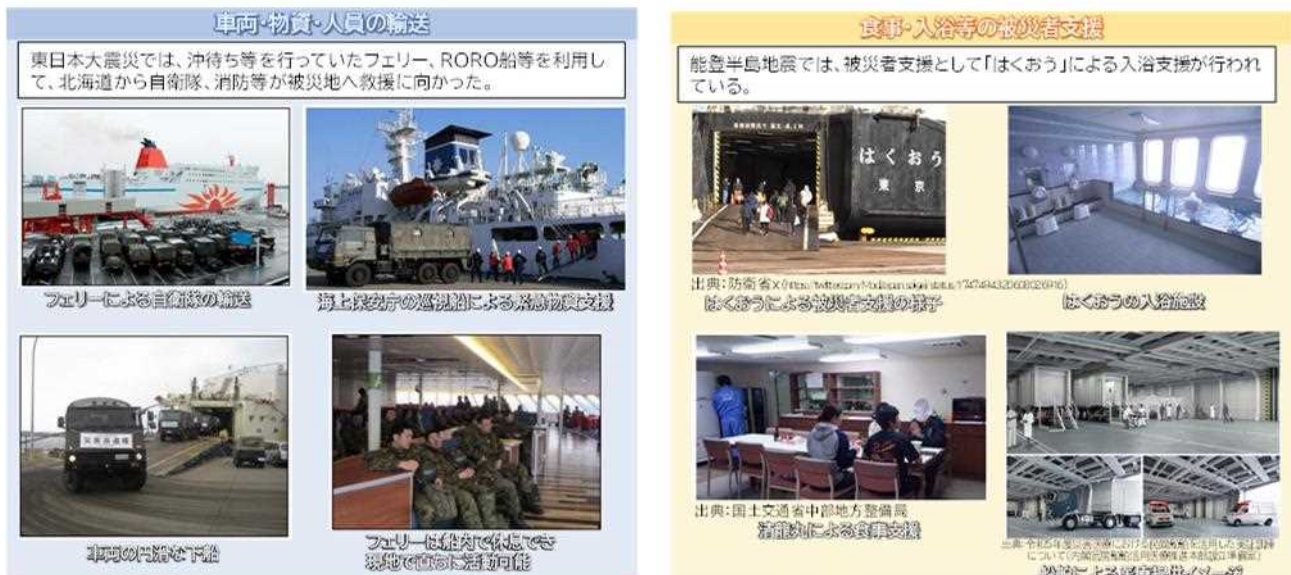 車両・物資・人員の輸送
東日本大震災では、沖待ち等を行っていたフェリー、RORO船等を利用し
て、北海道から自衛隊、消防等が被災地へ救援に向かった。
フェリーによる自衛隊の輸送
海上保安庁の巡視船による緊急物資支援
災害派遣
車両の円滑な下船
フェリーは船内で休息でき
現地で直ちに活動可能
食事・入浴等の被災者支援
能登半島地震では、被災者支援として「はくおう」による入浴支援が行われ
ている。
はくおう
東京
出典:防衛省X
はくおうによる被災者支援の様子
はくおうの入浴施設
出典:国土交通省中部地方整備局
清龍丸による食事支援